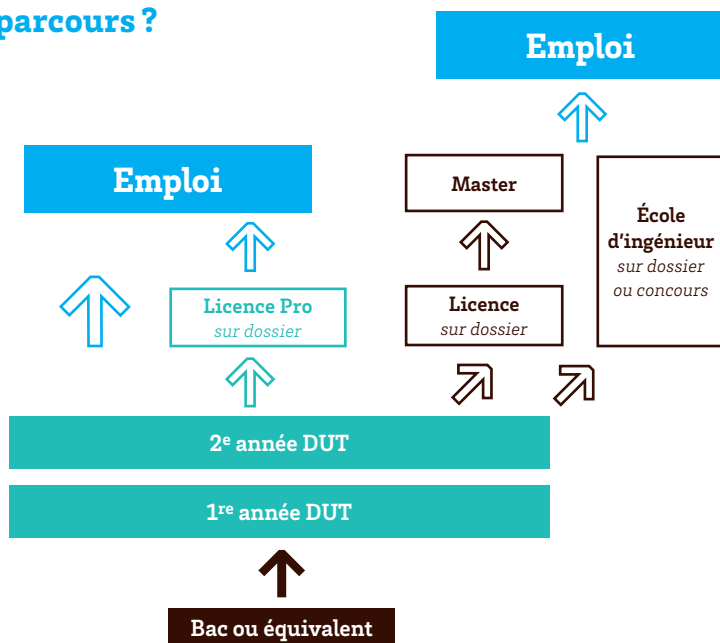 parcours ?
Emploi
Emploi
Master
École
d'ingénieur
sur dossier
ou concours
Licence Pro
sur dossier
Licence
sur dossier
2e année DUT
1re année DUT
Bac ou équivalent